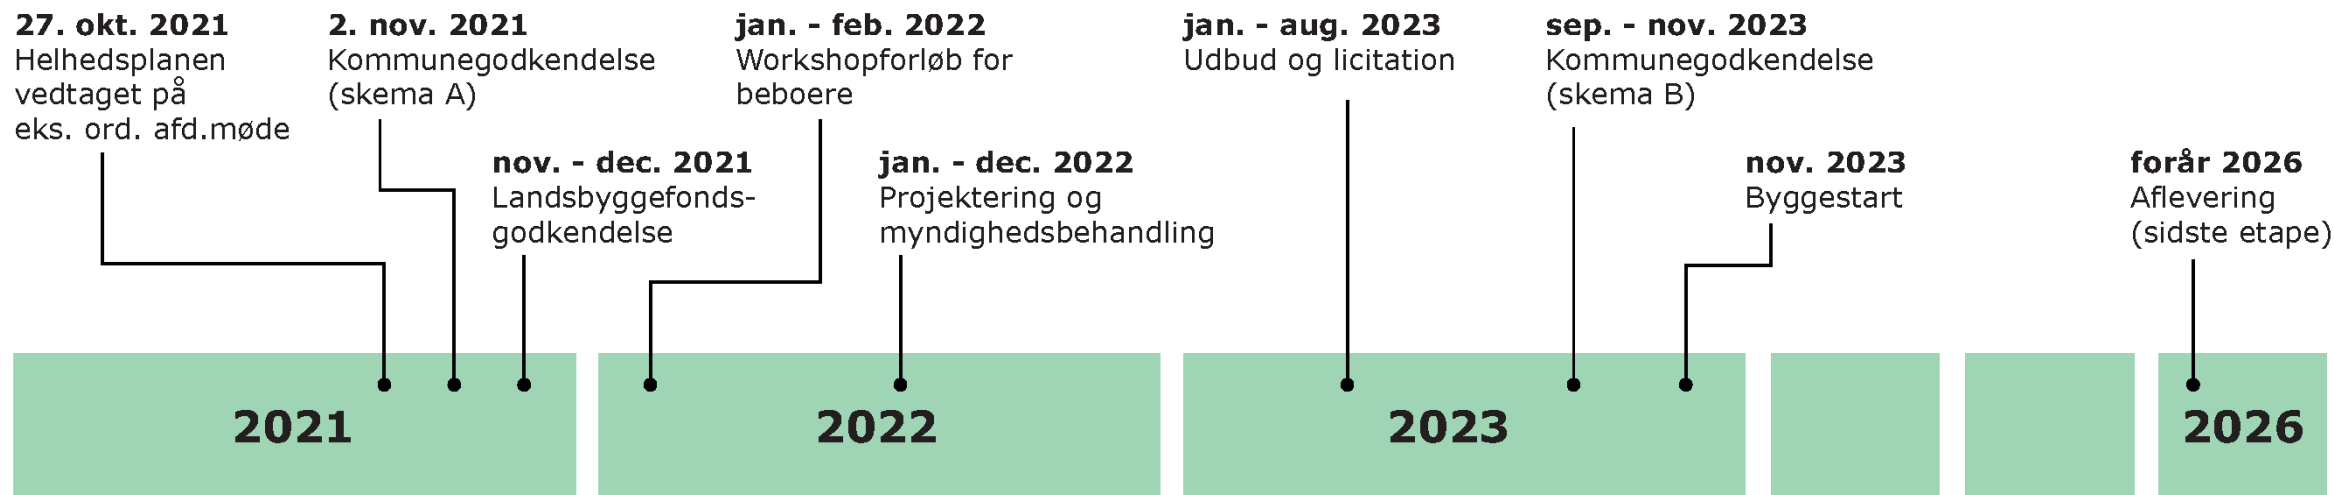 27. okt. 2021
Helhedsplanen
vedtaget på
eks. ord. afd.møde
2. nov. 2021
Kommunegodkendelse
(skema A)
nov. - dec. 2021
Landsbyggefonds-
godkendelse
jan. - feb. 2022
Workshopforløb for
beboere
jan. - dec. 2022
Projektering og
myndighedsbehandling
jan. - aug. 2023
Udbud og licitation
sep. - nov. 2023
Kommunegodkendelse
(skema B)
nov. 2023
Byggestart
forår 2026
Aflevering
(sidste etape)
2021
2022
2023
2026